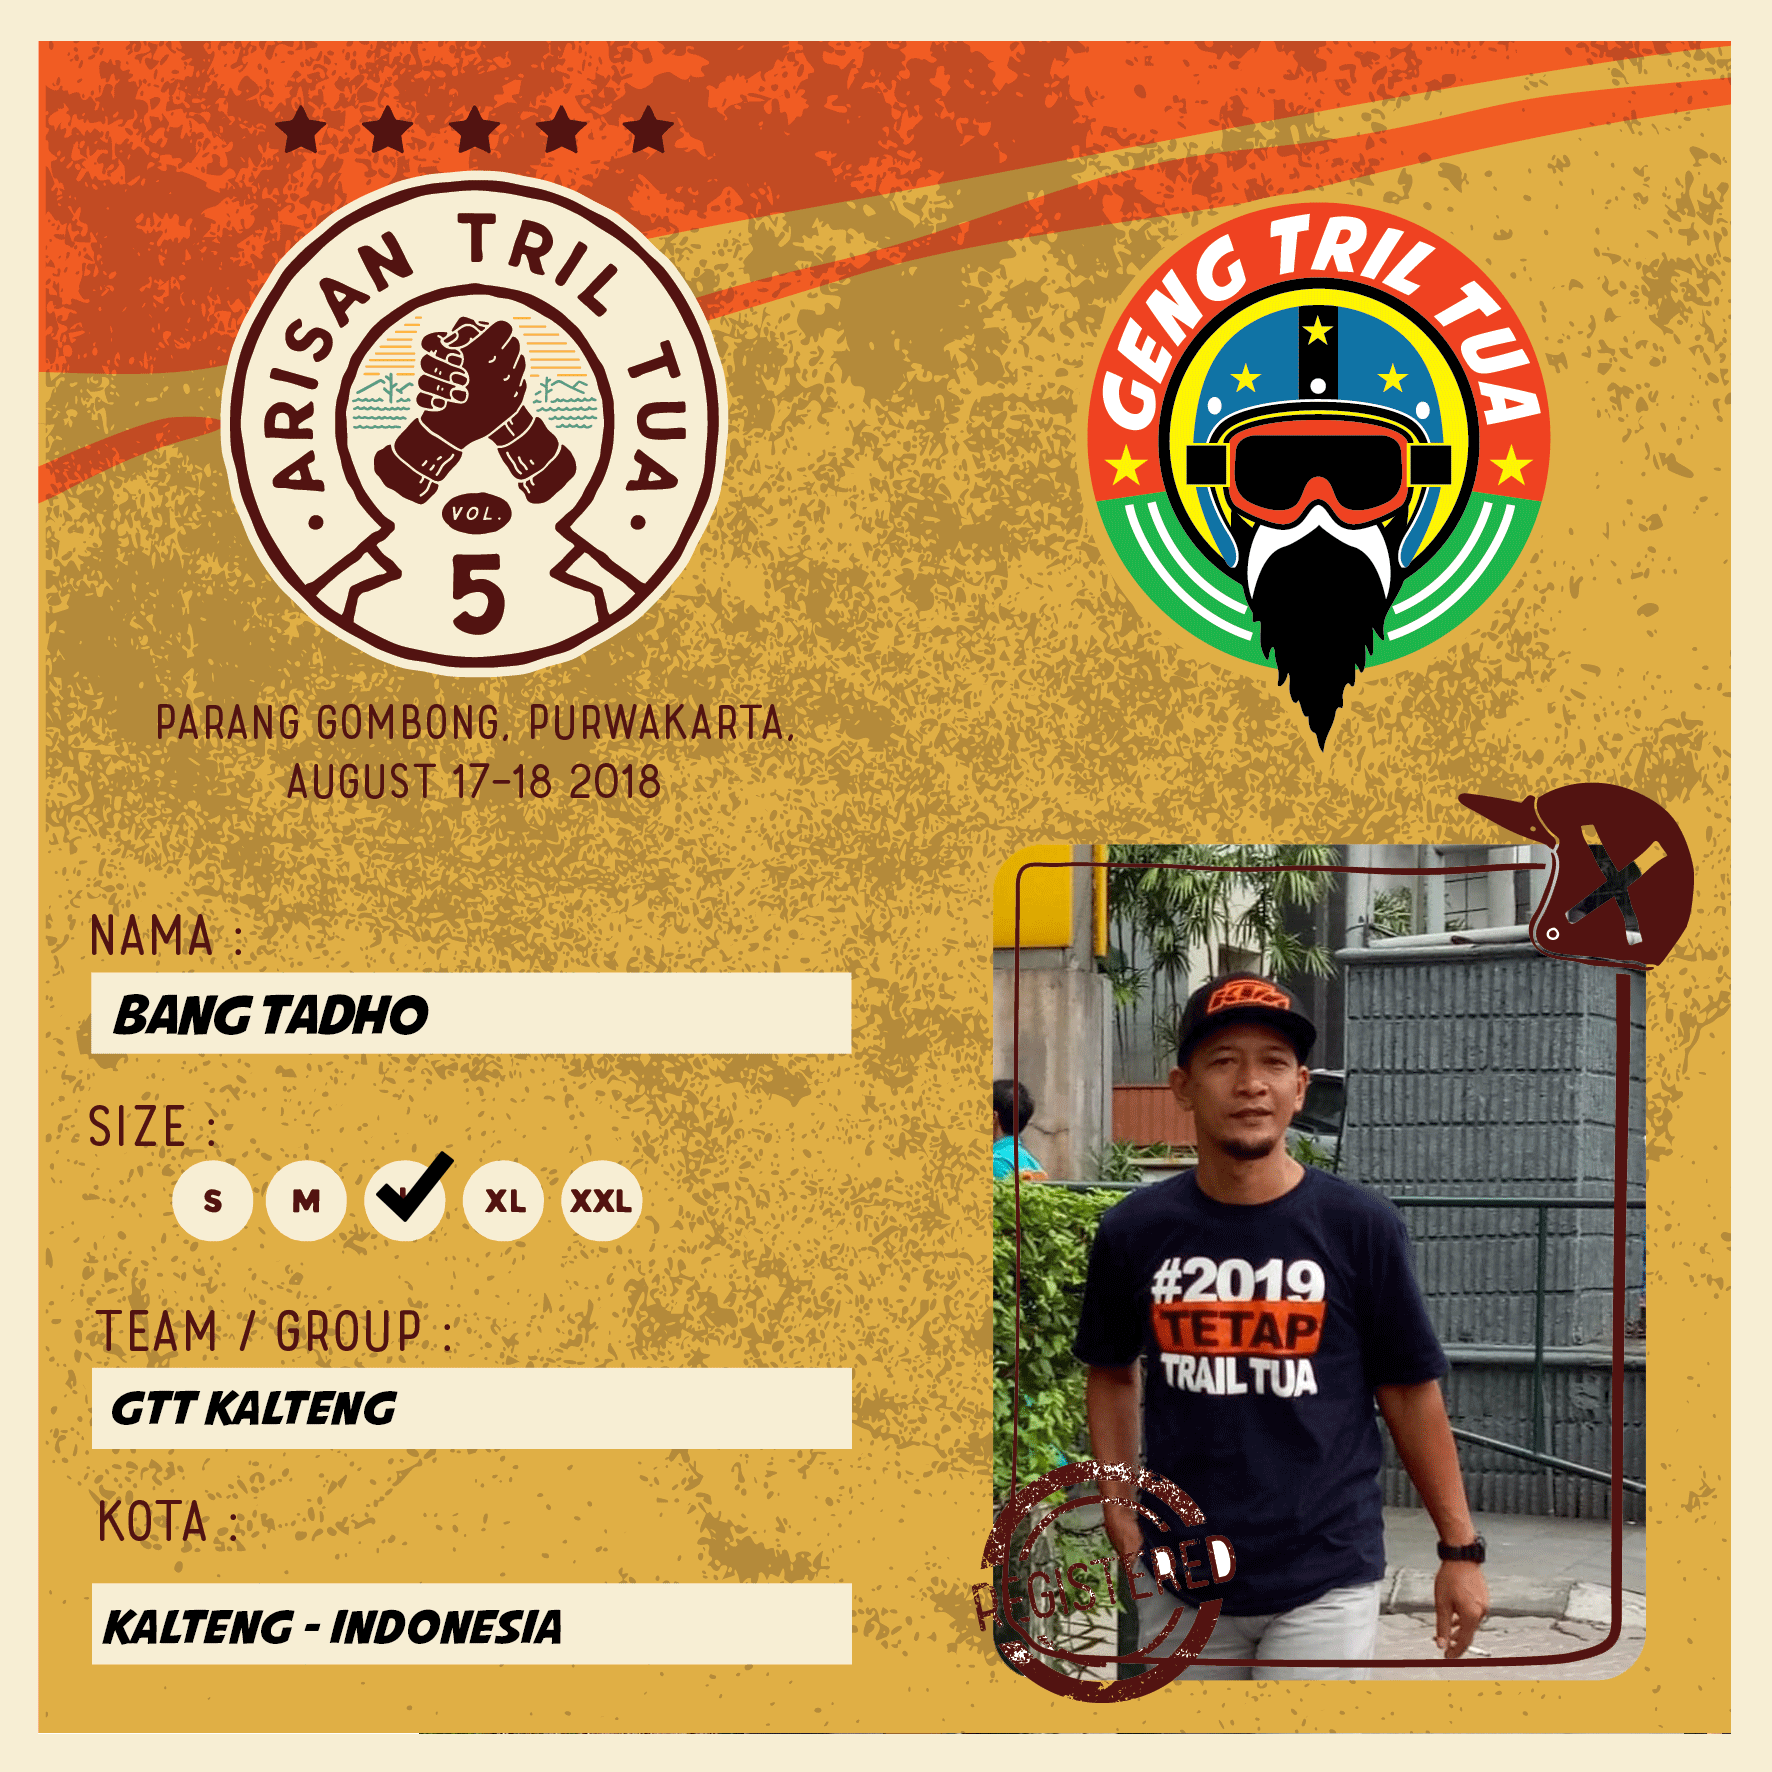 ARISAN TRIL TUA
VOL.
5
PARANG GOMBONG, PURWAKARTA,
AUGUST 17-18 2018
GENG TRIL TUA
NAMA :
BANG TADHO
SIZE :
S M L XL XXL
TEAM / GROUP :
GTT KALTENG
KOTA :
KALTENG - INDONESIA
KTM
#2019
TETAP
TRAIL TUA
REGISTERED